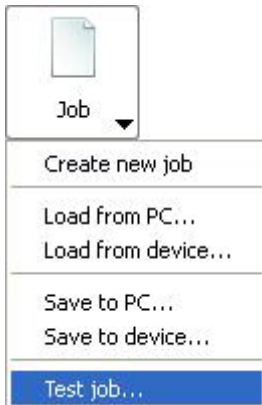 Job
Create new job
Load from PC...
Load from device...
Save to PC...
Save to device...
Test job...